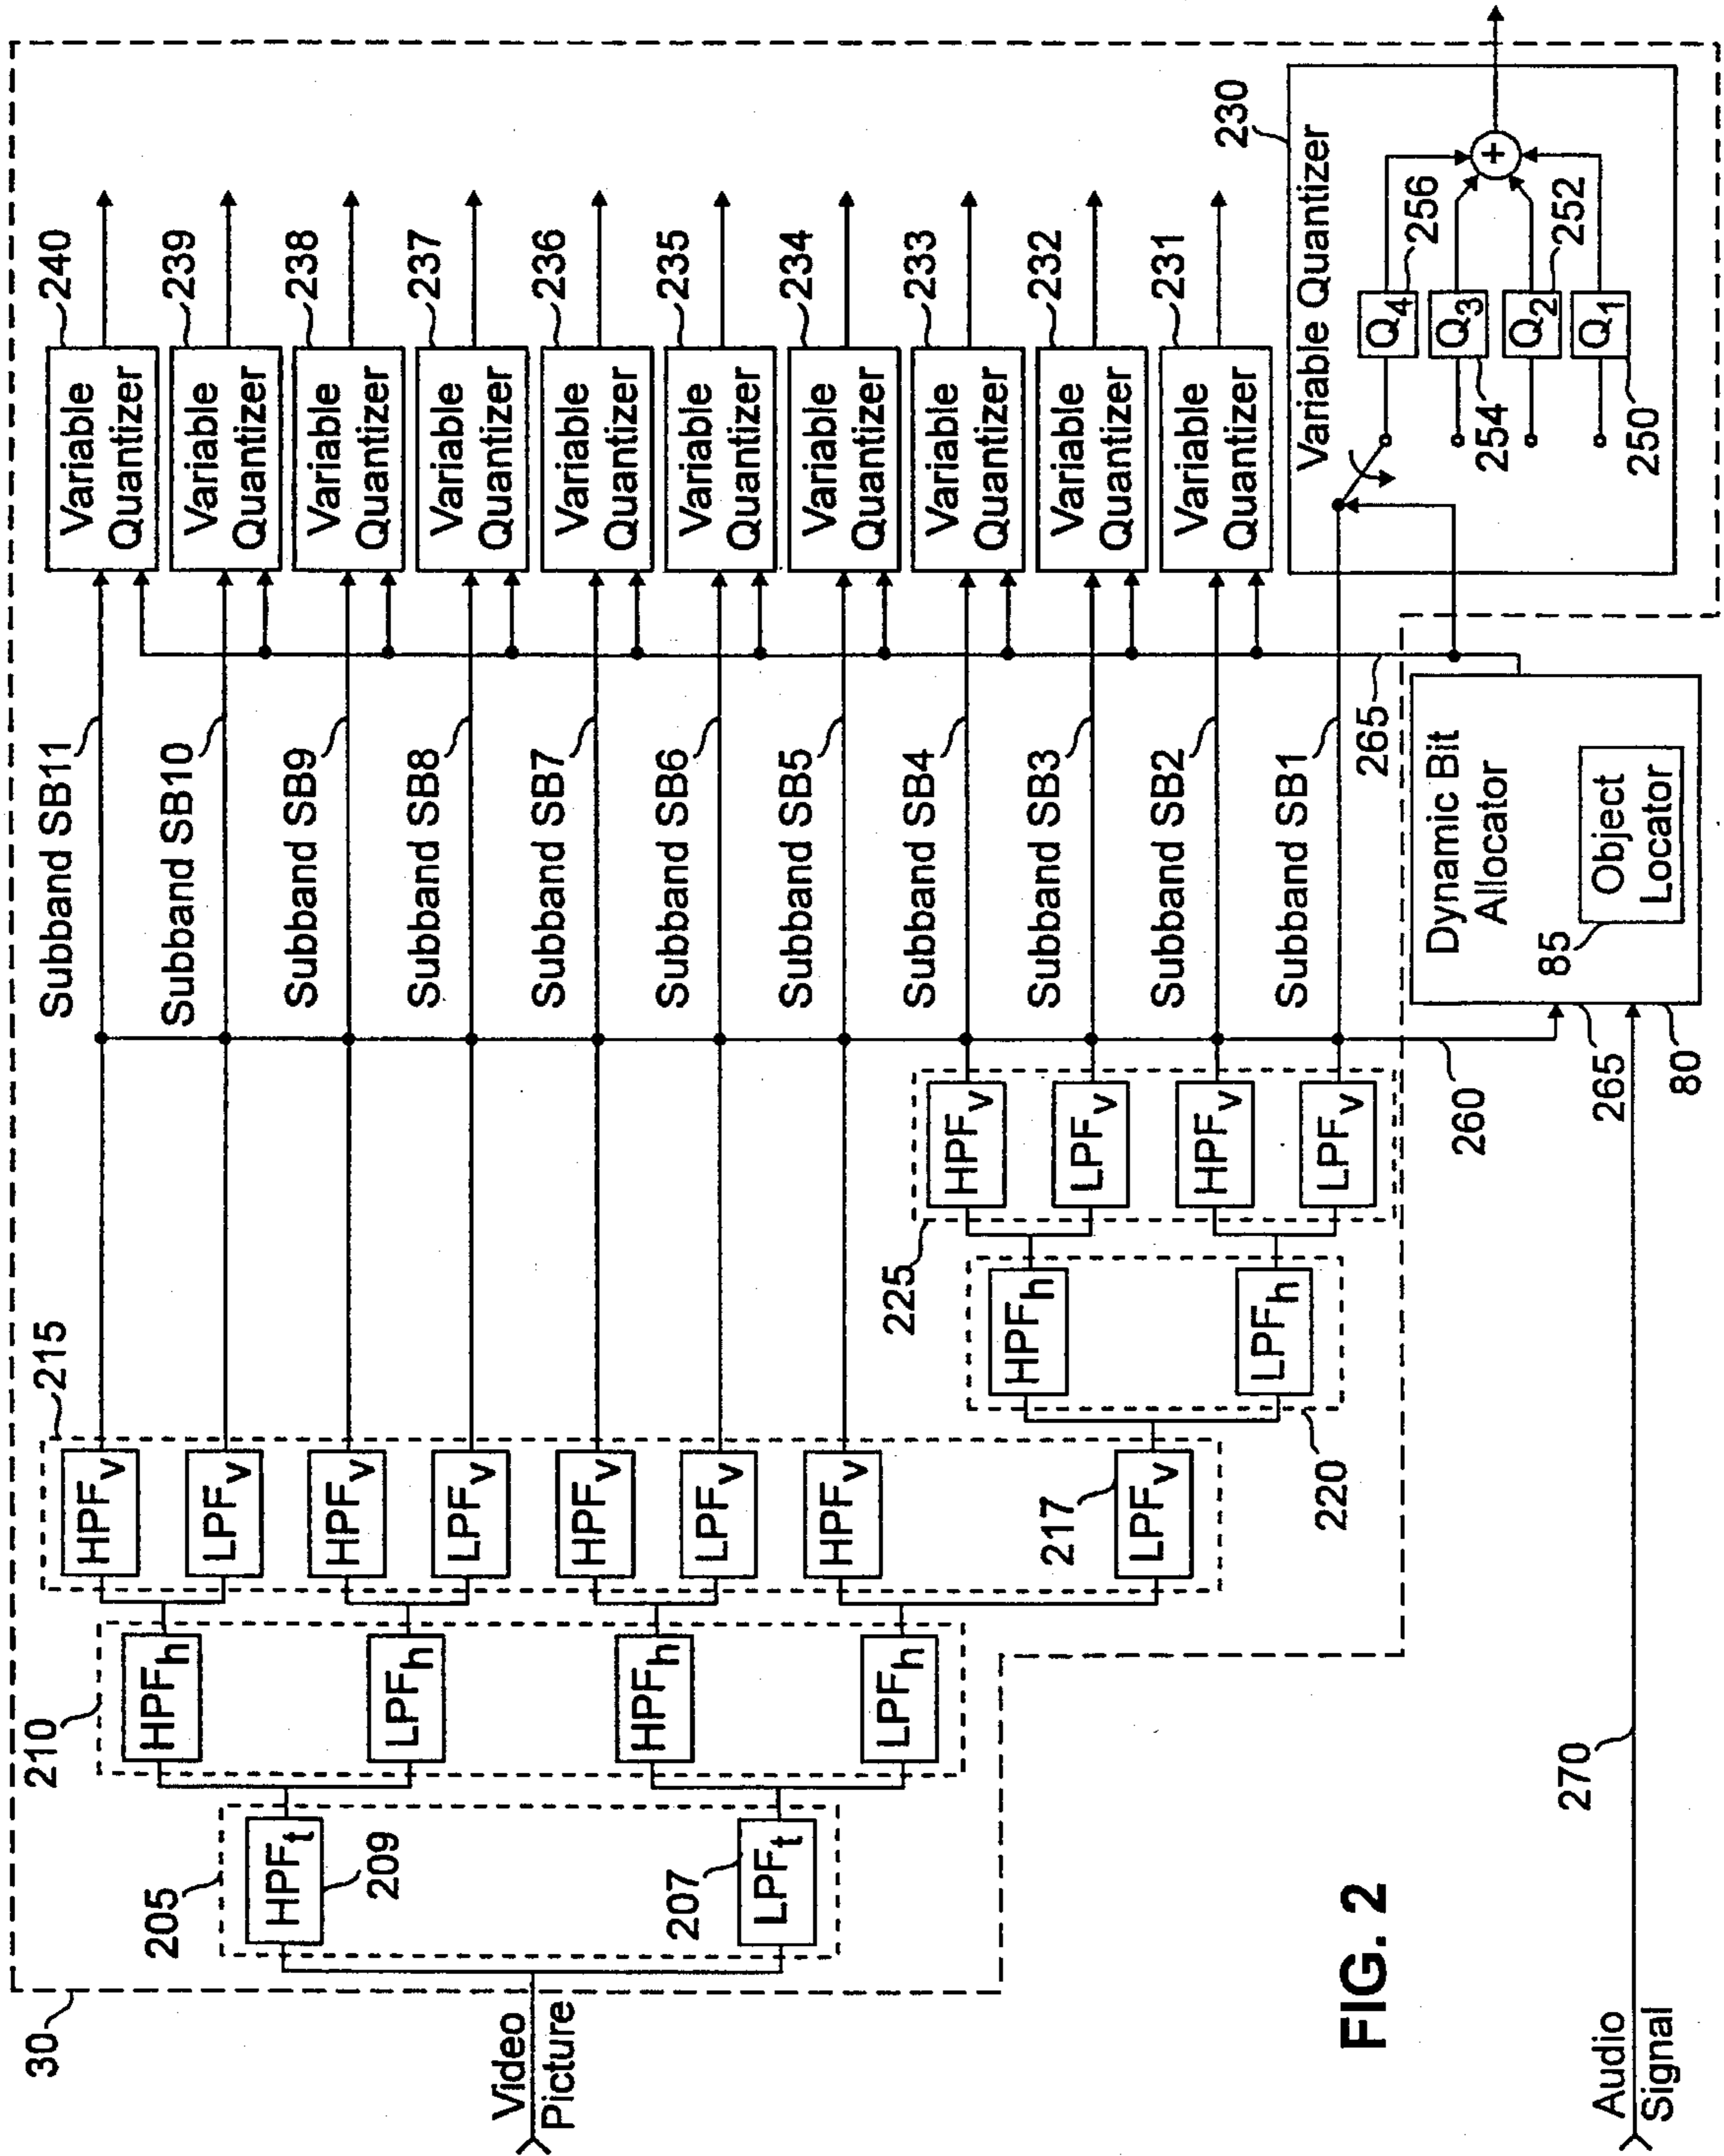 30
Video
Picture
205
HPFt
209
207
LPFt
210
HPFh
LPFh
HPFh
LPFh
215
HPFv
LPFv
HPFv
LPFv
HPFv
LPFv
HPFv
217
LPFv
220
HPFh
LPFh
225
HPFv
LPFv
HPFv
LPFv
Subband SB11
Subband SB10
Subband SB9
Subband SB8
Subband SB7
Subband SB6
Subband SB5
Subband SB4
Subband SB3
Subband SB2
Subband SB1
Variable
Quantizer
240
Variable
Quantizer
239
Variable
Quantizer
238
Variable
Quantizer
237
Variable
Quantizer
236
Variable
Quantizer
235
Variable
Quantizer
234
Variable
Quantizer
233
Variable
Quantizer
232
Variable
Quantizer
231
Variable Quantizer
230
Q4
256
Q3
254
Q2
252
Q1
250
+
265
Dynamic Bit
Allocator
85
Object
Locator
260
265
80
270
Audio
Signal
FIG. 2